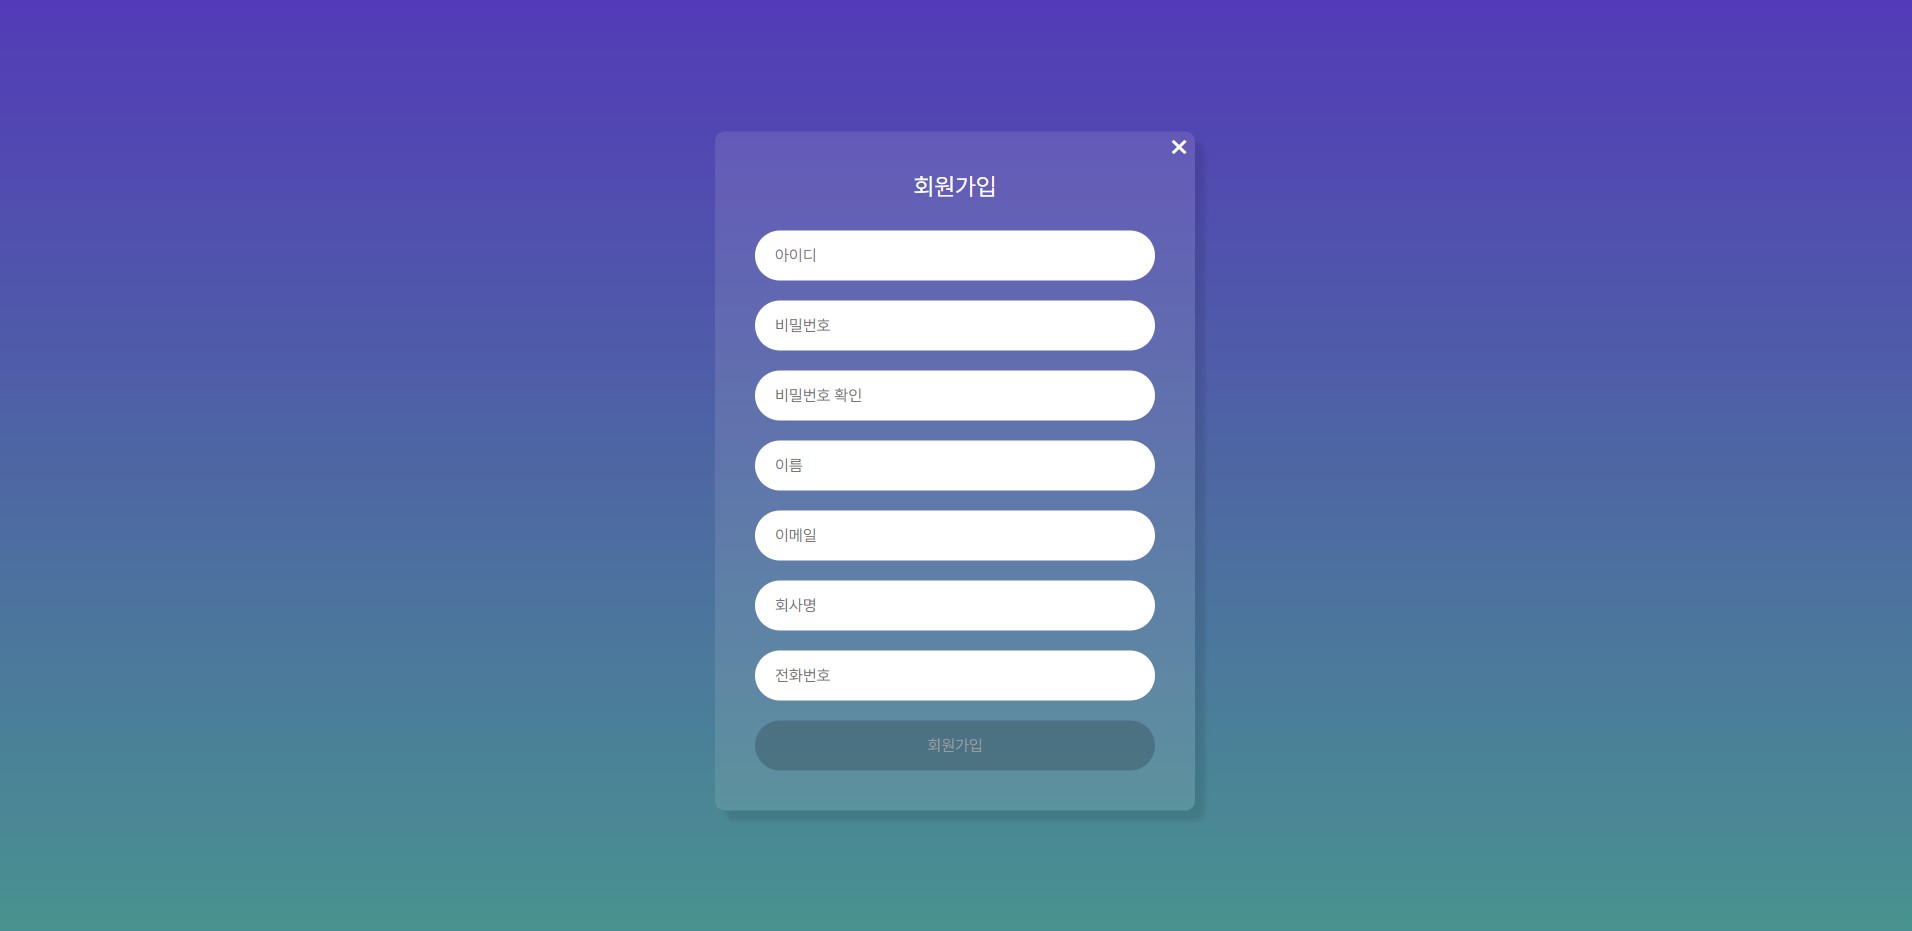 회원가입
아이디
비밀번호
비밀번호 확인
이름
이메일
회사명
전화번호
회원가입